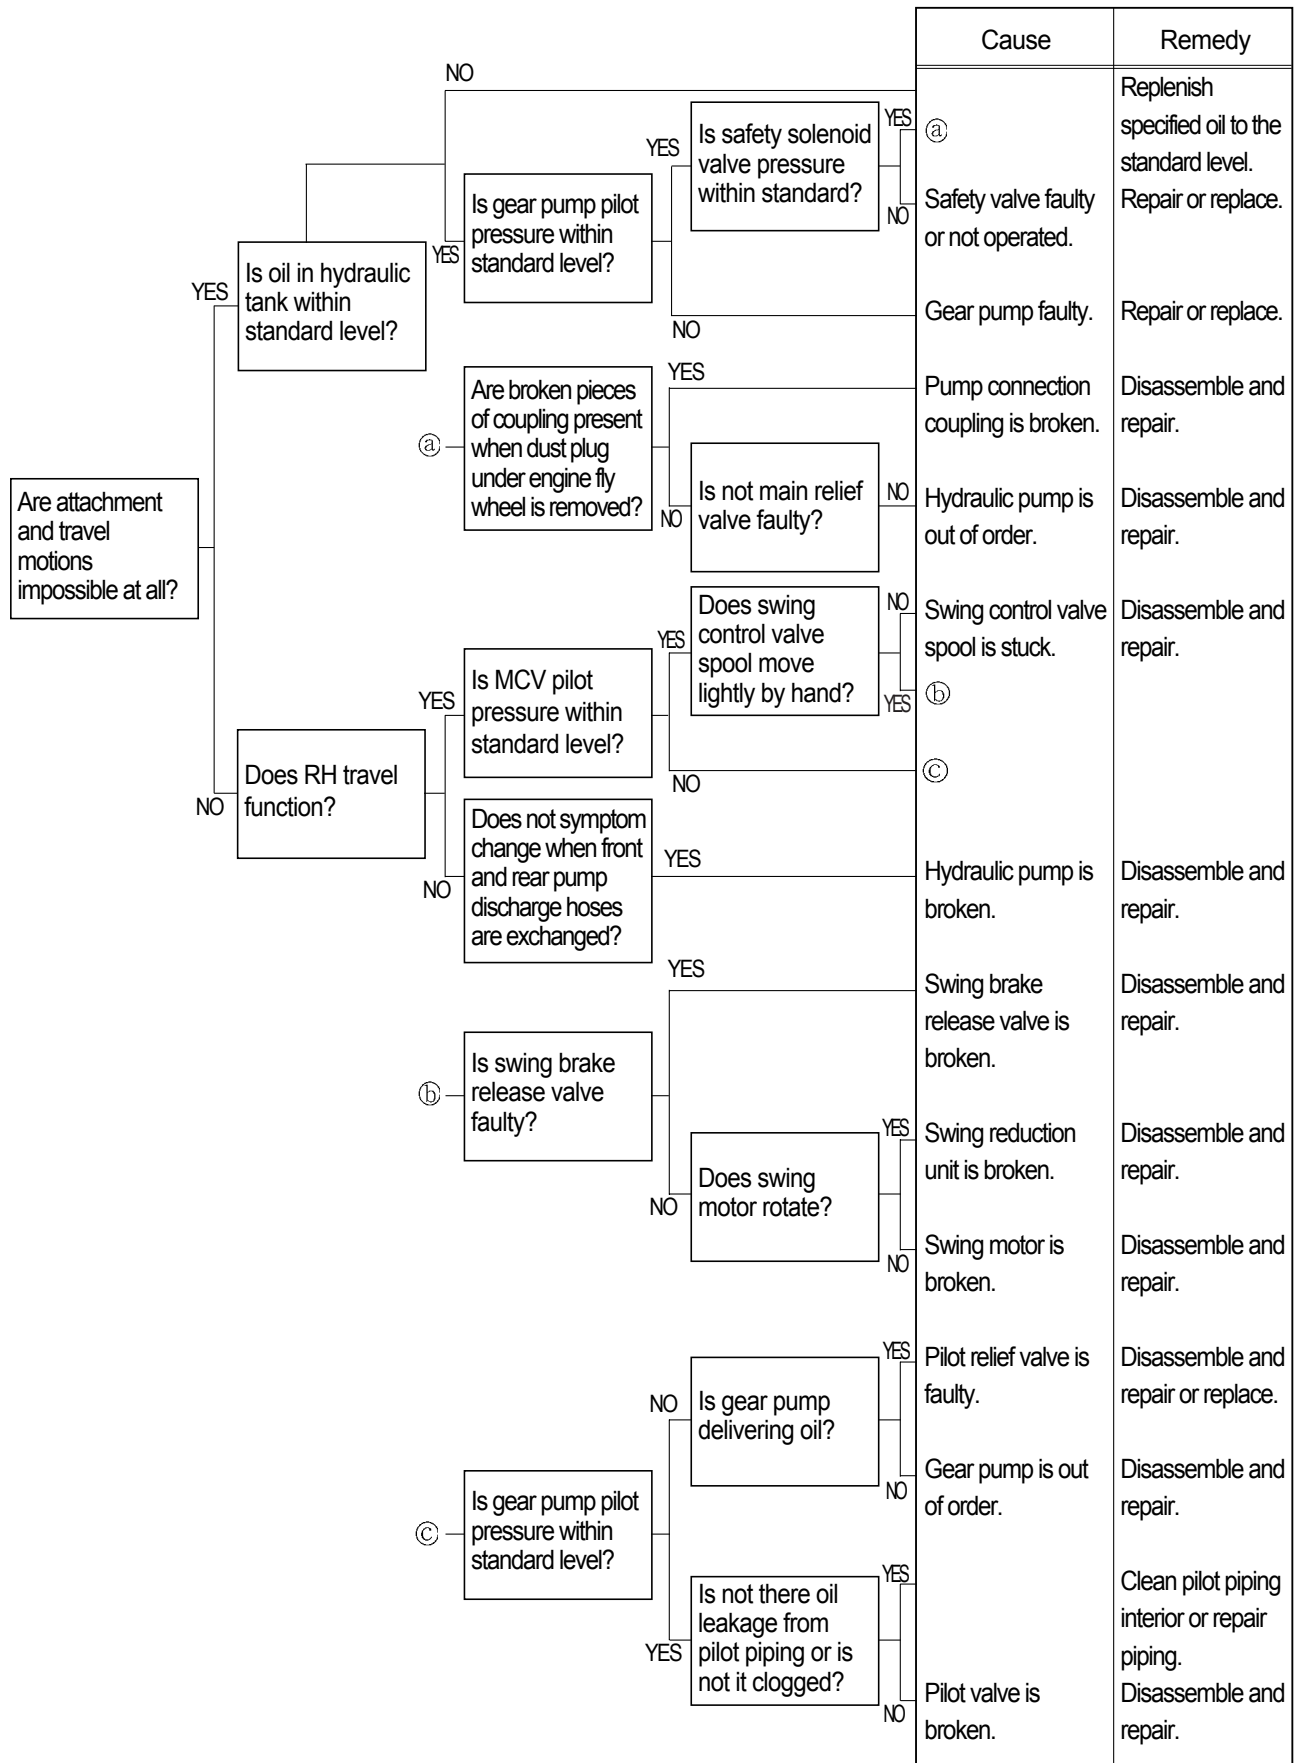 Cause
Remedy
NO
Replenish
specified oil to the
standard level.
Is safety solenoid
valve pressure
within standard?
YES
ⓐ
NO
Safety valve faulty
or not operated.
Repair or replace.
YES
Is gear pump pilot
pressure within
standard level?
YES
Is oil in hydraulic
tank within
standard level?
YES
NO
Gear pump faulty.
Repair or replace.
ⓐ
Are broken pieces
of coupling present
when dust plug
under engine fly
wheel is removed?
YES
Pump connection
coupling is broken.
Disassemble and
repair.
NO
Is not main relief
valve faulty?
NO
Hydraulic pump is
out of order.
Disassemble and
repair.
Are attachment
and travel
motions
impossible at all?
Does swing
control valve
spool move
lightly by hand?
NO
Swing control valve
spool is stuck.
Disassemble and
repair.
YES
ⓑ
YES
Is MCV pilot
pressure within
standard level?
YES
NO
ⓒ
NO
Does RH travel
function?
NO
Does not symptom
change when front
and rear pump
discharge hoses
are exchanged?
YES
Hydraulic pump is
broken.
Disassemble and
repair.
YES
Swing brake
release valve is
broken.
Disassemble and
repair.
ⓑ
Is swing brake
release valve
faulty?
NO
Does swing
motor rotate?
YES
Swing reduction
unit is broken.
Disassemble and
repair.
NO
Swing motor is
broken.
Disassemble and
repair.
NO
Is gear pump
delivering oil?
YES
Pilot relief valve is
faulty.
Disassemble and
repair or replace.
NO
Gear pump is out
of order.
Disassemble and
repair.
ⓒ
Is gear pump pilot
pressure within
standard level?
YES
Is not there oil
leakage from
pilot piping or is
not it clogged?
YES
Clean pilot piping
interior or repair
piping.
NO
Pilot valve is
broken.
Disassemble and
repair.